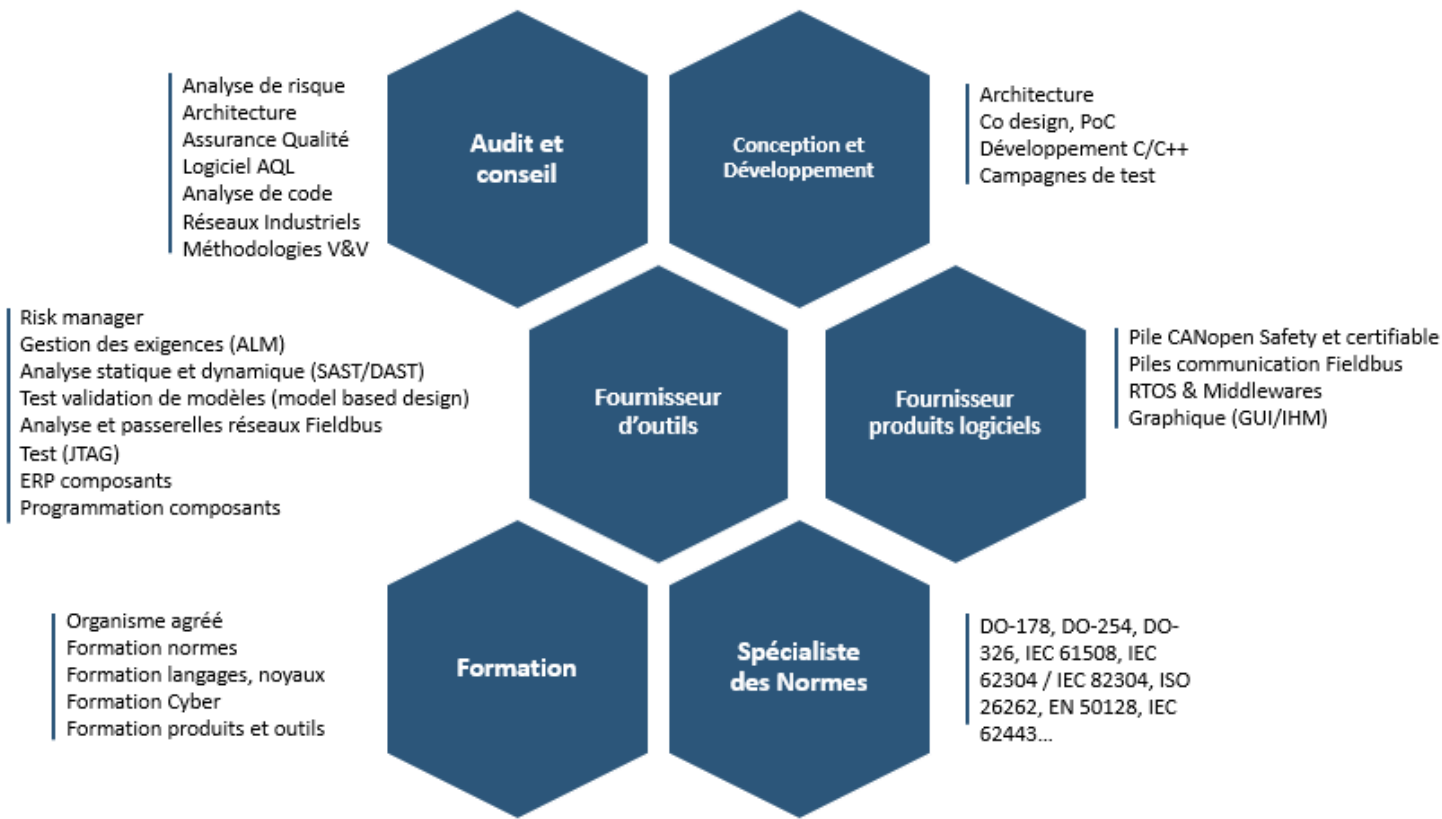 Analyse de risque
Architecture
Assurance Qualité
Logiciel AQL
Analyse de code
Réseaux Industriels
Méthodologies V&V
Audit et
conseil
Conception et
Développement
Architecture
Co design, PoC
Développement C/C++
Campagnes de test
Risk manager
Gestion des exigences (ALM)
Analyse statique et dynamique (SAST/DAST)
Test validation de modèles (model based design)
Analyse et passerelles réseaux Fieldbus
Test (JTAG)
ERP composants
Programmation composants
Fournisseur
d’outils
Fournisseur
produits logiciels
Pile CANopen Safety et certifiable
Piles communication Fieldbus
RTOS & Middlewares
Graphique (GUI/IHM)
Organisme agréé
Formation normes
Formation langages, noyaux
Formation Cyber
Formation produits et outils
Formation
Spécialiste
des Normes
DO-178, DO-254, DO-
326, IEC 61508, IEC
62304 / IEC 82304, ISO
26262, EN 50128, IEC
62443...